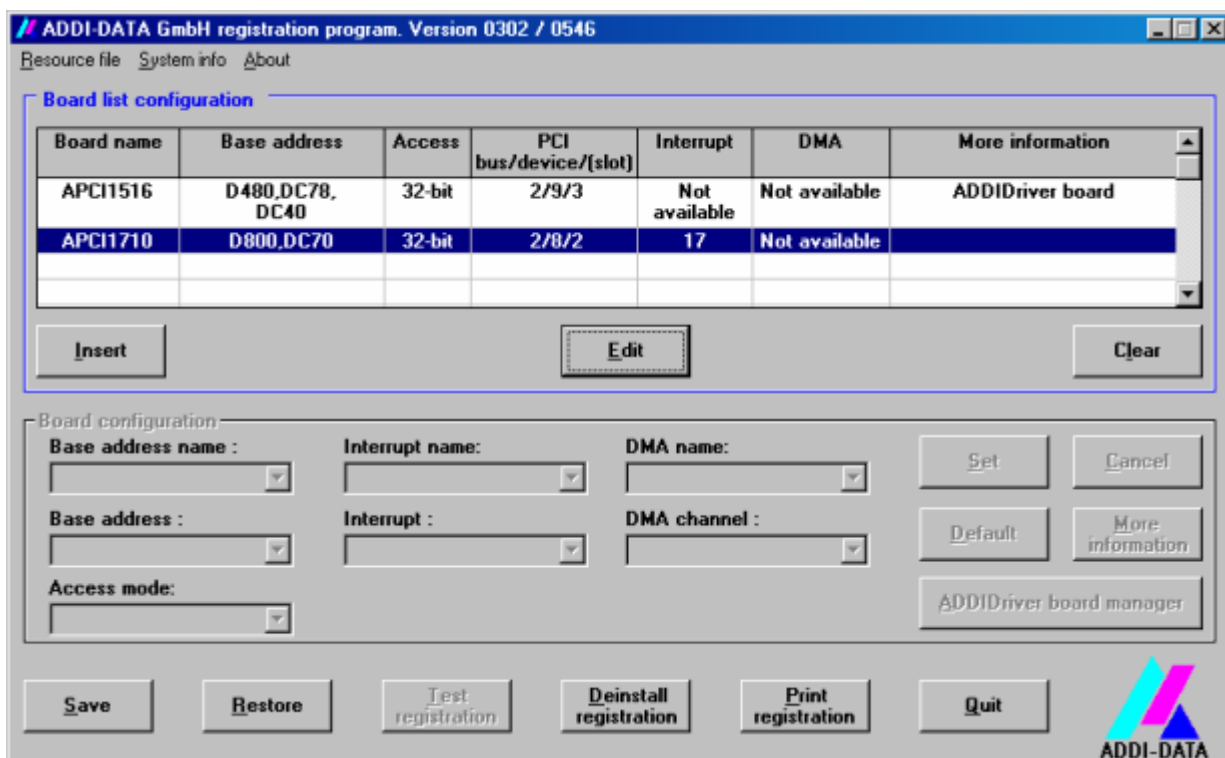 ADDI-DATA GmbH registration program. Version 0302 / 0546
Resource file System info About
Board list configuration
Board name Base address Access PCI bus/device/(slot) Interrupt DMA More information
APCI1516 D480,DC78, DC40 32-bit 2/9/3 Not available Not available ADDIDriver board
APCI1710 D800,DC70 32-bit 2/8/2 17 Not available
Insert Edit Clear
Board configuration
Base address name : Interrupt name: DMA name:
Set Cancel
Base address : Interrupt : DMA channel :
Default More information
Access mode:
ADDIDriver board manager
Save Restore Test registration Deinstall registration Print registration Quit
ADDI-DATA